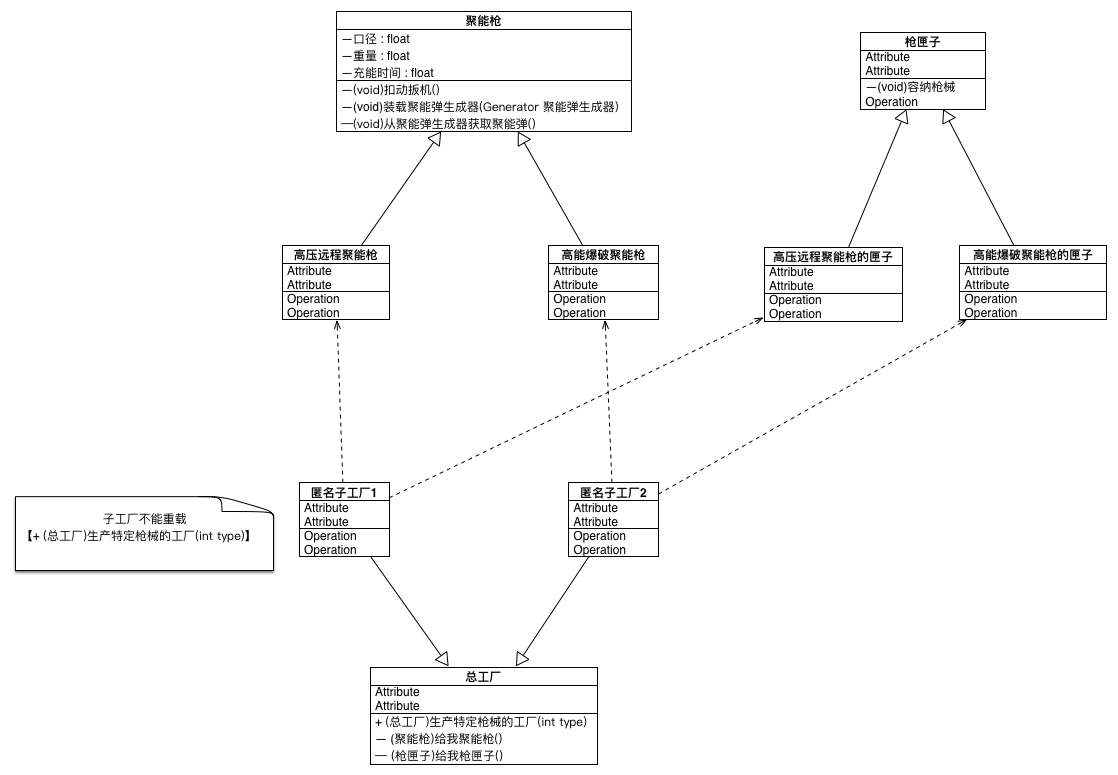 聚能枪
—口径 : float
—重量 : float
—充能时间 : float
—(void)扣动扳机()
—(void)装载聚能弹生成器(Generator 聚能弹生成器)
—(void)从聚能弹生成器获取聚能弹()
枪匣子
Attribute
Attribute
—(void)容纳枪械
Operation
高压远程聚能枪
Attribute
Attribute
Operation
Operation
高能爆破聚能枪
Attribute
Attribute
Operation
Operation
高压远程聚能枪的匣子
Attribute
Attribute
Operation
Operation
高能爆破聚能枪的匣子
Attribute
Attribute
Operation
Operation
子工厂不能重载
【+ (总工厂)生产特定枪械的工厂(int type)】
匿名子工厂1
Attribute
Attribute
Operation
Operation
匿名子工厂2
Attribute
Attribute
Operation
Operation
总工厂
Attribute
Attribute
+ (总工厂)生产特定枪械的工厂(int type)
— (聚能枪)给我聚能枪()
— (枪匣子)给我枪匣子()